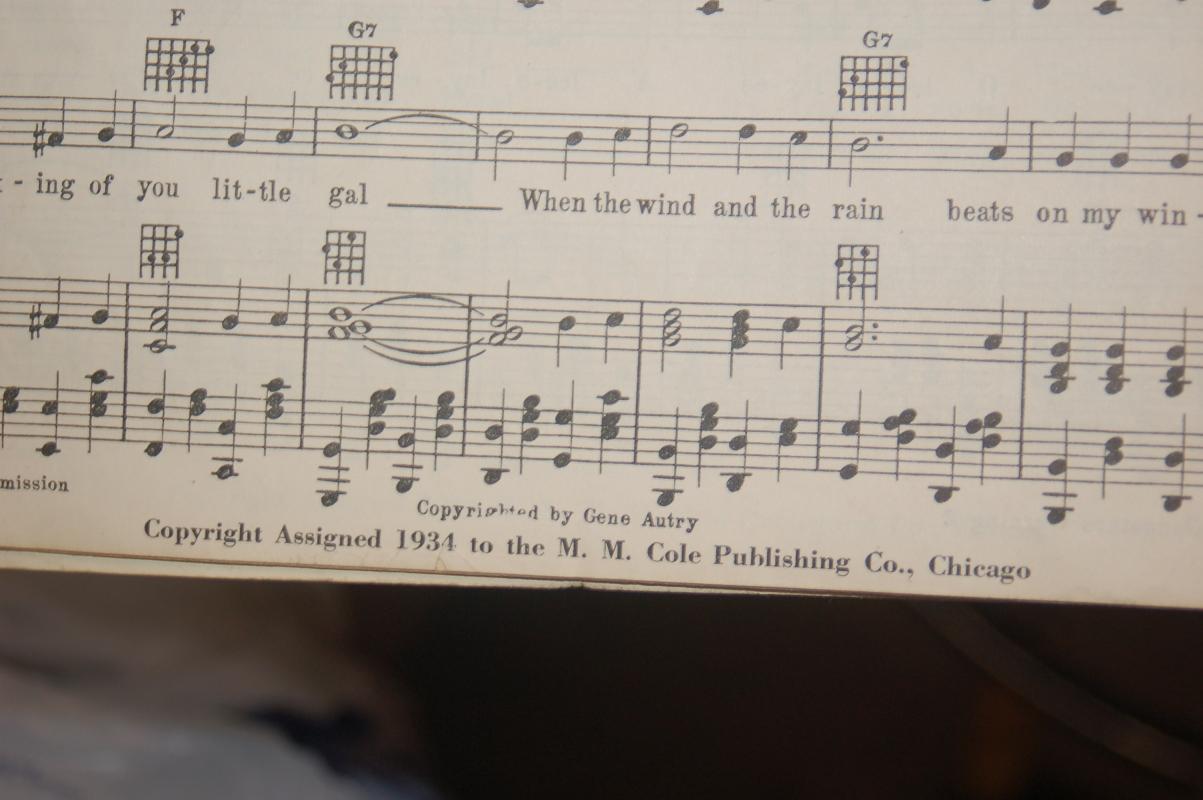 F G7 G7
- ing of you lit-tle gal When the wind and the rain beats on my win-
mission
Copyrighted by Gene Autry
Copyright Assigned 1934 to the M. M. Cole Publishing Co., Chicago